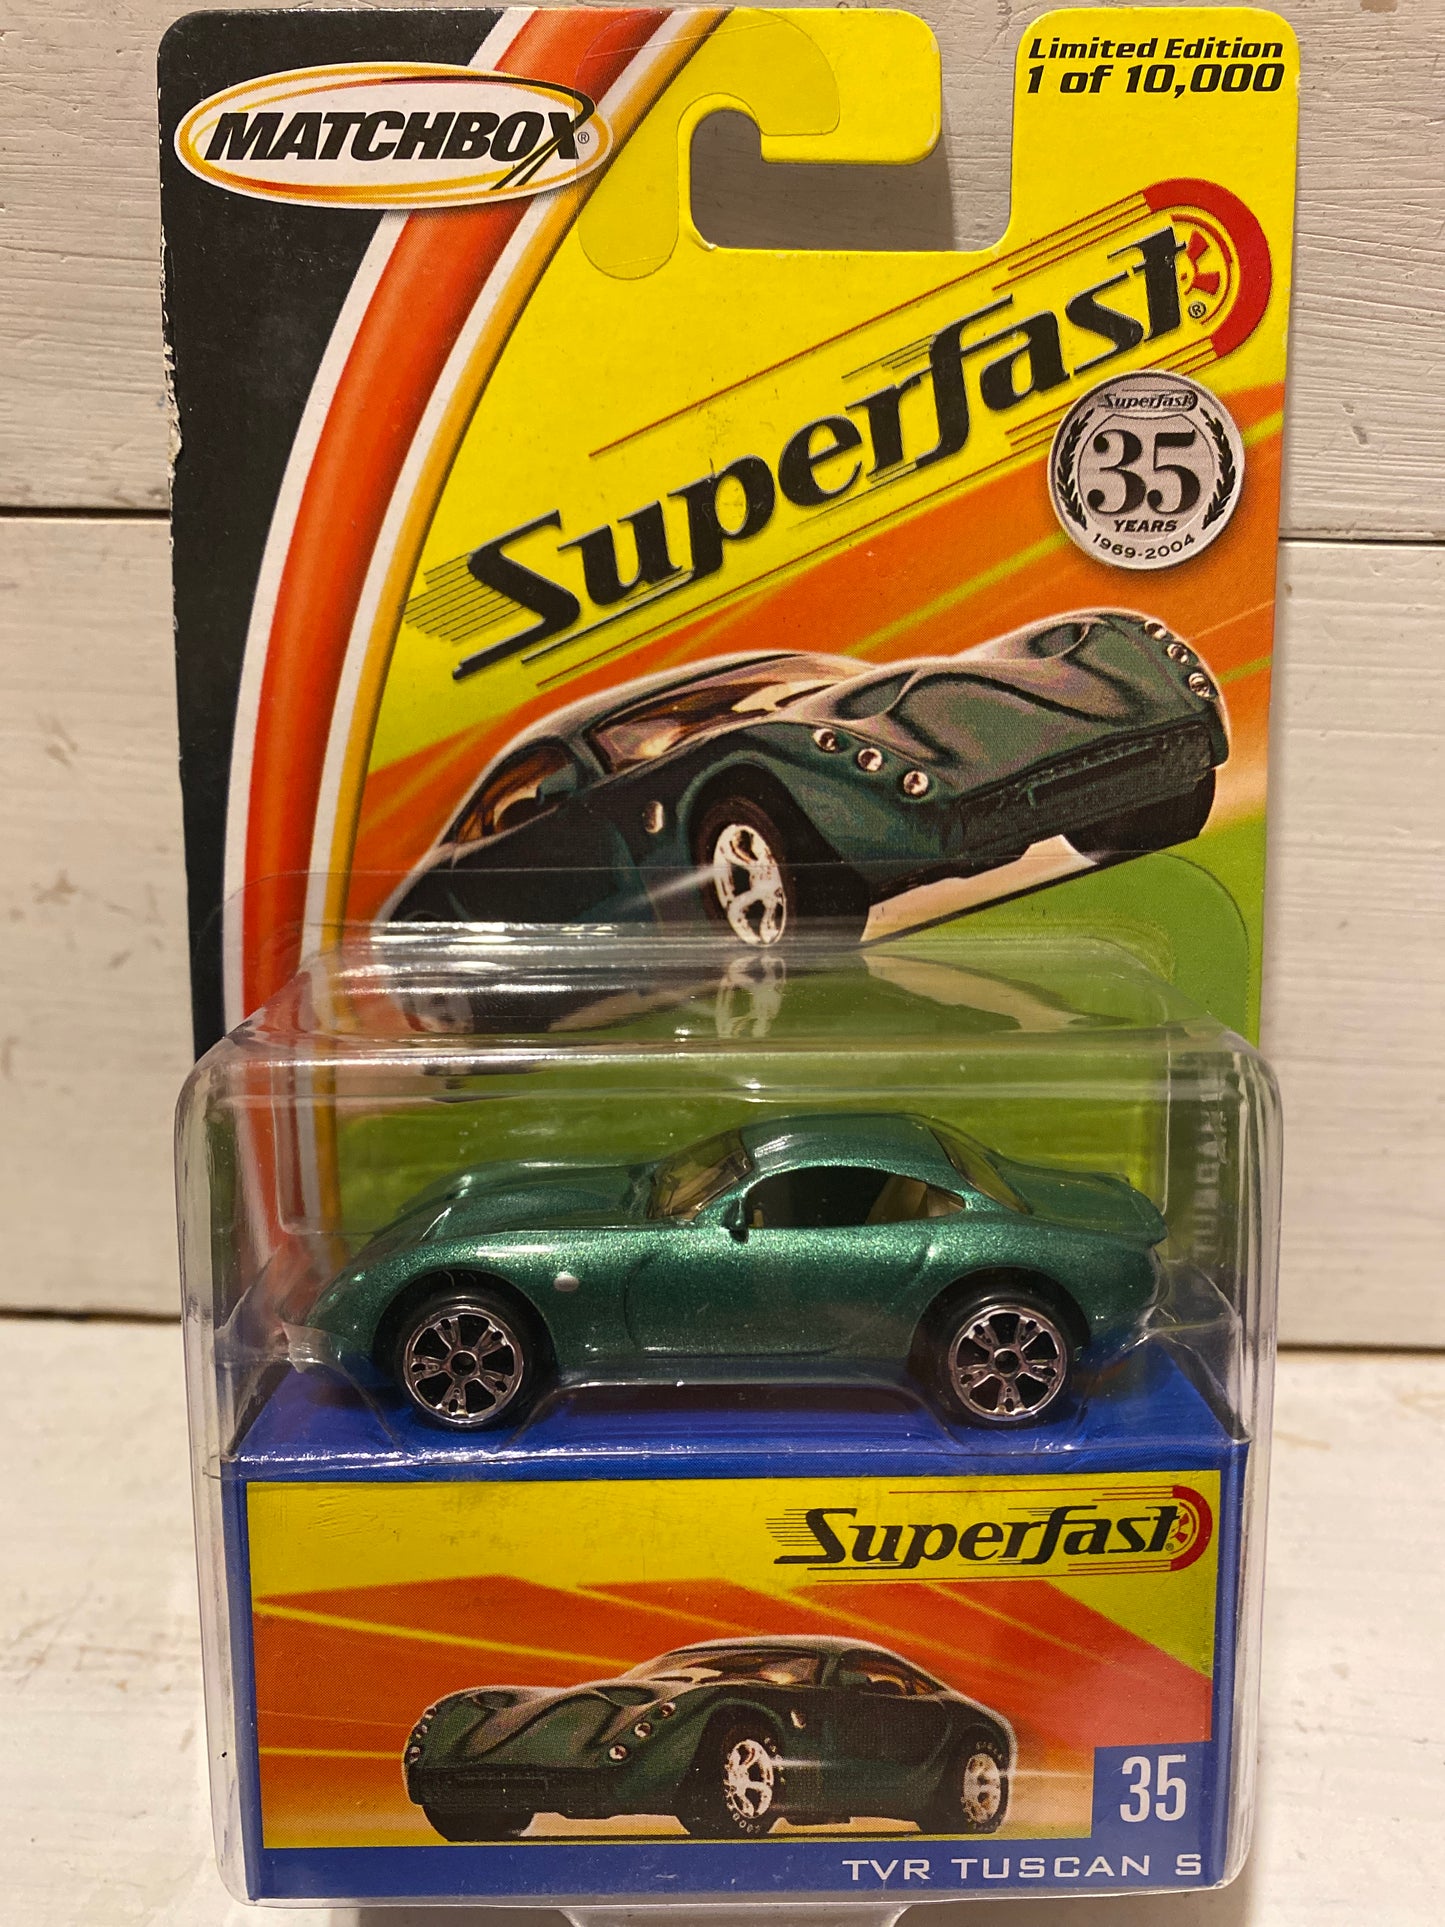 Limited Edition
1 of 10,000
MATCHBOX®
Superfast®
Superfast
35
YEARS
1969-2004
Superfast®
35
TVR TUSCAN S